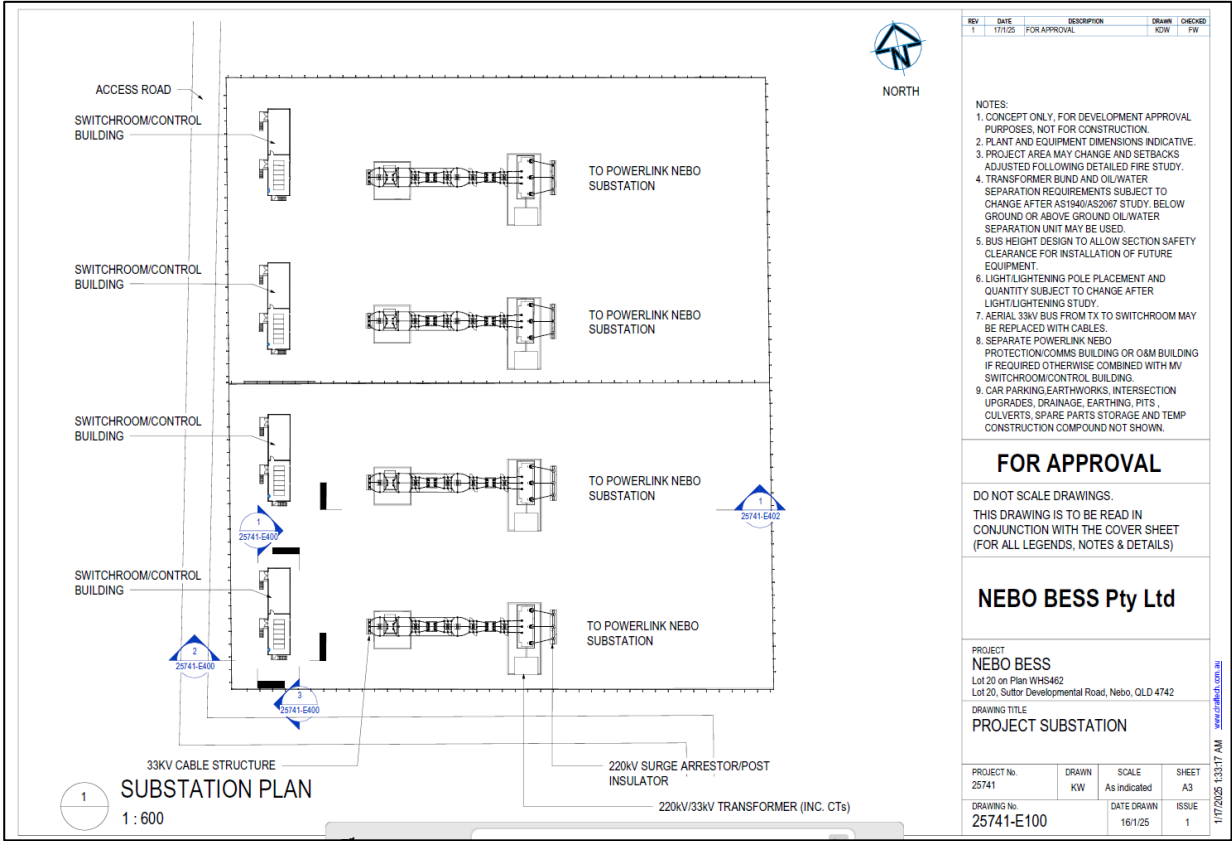 ACCESS ROAD
SWITCHROOM/CONTROL
BUILDING
TO POWERLINK NEBO
SUBSTATION
SWITCHROOM/CONTROL
BUILDING
TO POWERLINK NEBO
SUBSTATION
SWITCHROOM/CONTROL
BUILDING
TO POWERLINK NEBO
SUBSTATION
1
25741-E400
1
25741-E402
SWITCHROOM/CONTROL
BUILDING
TO POWERLINK NEBO
SUBSTATION
2
25741-E400
3
25741-E400
33KV CABLE STRUCTURE
220kV SURGE ARRESTOR/POST
INSULATOR
220kV/33kV TRANSFORMER (INC. CTs)
1
SUBSTATION PLAN
1 : 600
N
NORTH
REV DATE DESCRIPTION DRAWN CHECKED
1 17/1/25 FOR APPROVAL KDW FW
NOTES:
1. CONCEPT ONLY, FOR DEVELOPMENT APPROVAL
PURPOSES, NOT FOR CONSTRUCTION.
2. PLANT AND EQUIPMENT DIMENSIONS INDICATIVE.
3. PROJECT AREA MAY CHANGE AND SETBACKS
ADJUSTED FOLLOWING DETAILED FIRE STUDY.
4. TRANSFORMER BUND AND OIL/WATER
SEPARATION REQUIREMENTS SUBJECT TO
CHANGE AFTER AS1940/AS2067 STUDY. BELOW
GROUND OR ABOVE GROUND OIL/WATER
SEPARATION UNIT MAY BE USED.
5. BUS HEIGHT DESIGN TO ALLOW SECTION SAFETY
CLEARANCE FOR INSTALLATION OF FUTURE
EQUIPMENT.
6. LIGHT/LIGHTENING POLE PLACEMENT AND
QUANTITY SUBJECT TO CHANGE AFTER
LIGHT/LIGHTENING STUDY.
7. AERIAL 33kV BUS FROM TX TO SWITCHROOM MAY
BE REPLACED WITH CABLES.
8. SEPARATE POWERLINK NEBO
PROTECTION/COMMS BUILDING OR O&M BUILDING
IF REQUIRED OTHERWISE COMBINED WITH MV
SWITCHROOM/CONTROL BUILDING.
9. CAR PARKING,EARTHWORKS, INTERSECTION
UPGRADES, DRAINAGE, EARTHING, PITS ,
CULVERTS, SPARE PARTS STORAGE AND TEMP
CONSTRUCTION COMPOUND NOT SHOWN.
FOR APPROVAL
DO NOT SCALE DRAWINGS.
THIS DRAWING IS TO BE READ IN
CONJUNCTION WITH THE COVER SHEET
(FOR ALL LEGENDS, NOTES & DETAILS)
NEBO BESS Pty Ltd
PROJECT
NEBO BESS
Lot 20 on Plan WHS462
Lot 20, Suttor Developmental Road, Nebo, QLD 4742
DRAWING TITLE
PROJECT SUBSTATION
PROJECT No. DRAWN SCALE SHEET
25741 KW As indicated A3
DRAWING No. DATE DRAWN ISSUE
25741-E100 16/1/25 1
1/17/2025 1:33:17 AM